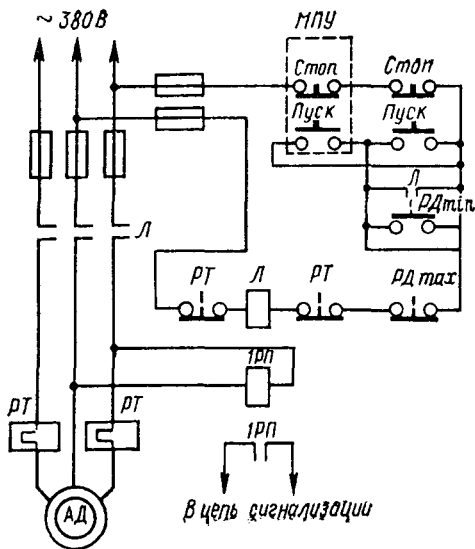 ~ 380 В
МПУ
Стоп Стоп
Пуск Пуск
Л
РДmin
Л
РТ Л РТ РДmax
1РП
РТ РТ
1РП
АД
В цепь сигнализации